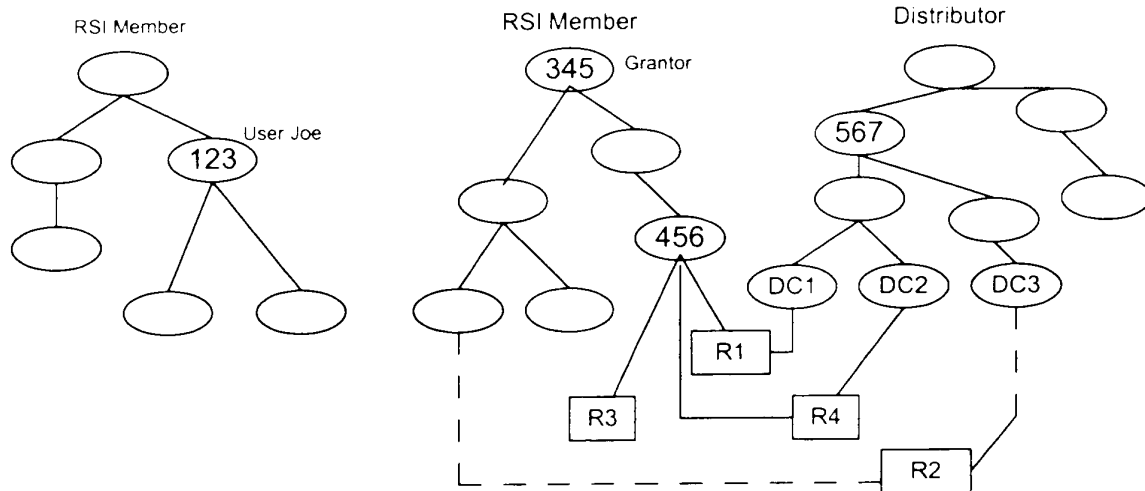 RSI Member
RSI Member
Distributor
345
Grantor
User Joe
123
567
456
DC1
DC2
DC3
R1
R3
R4
R2